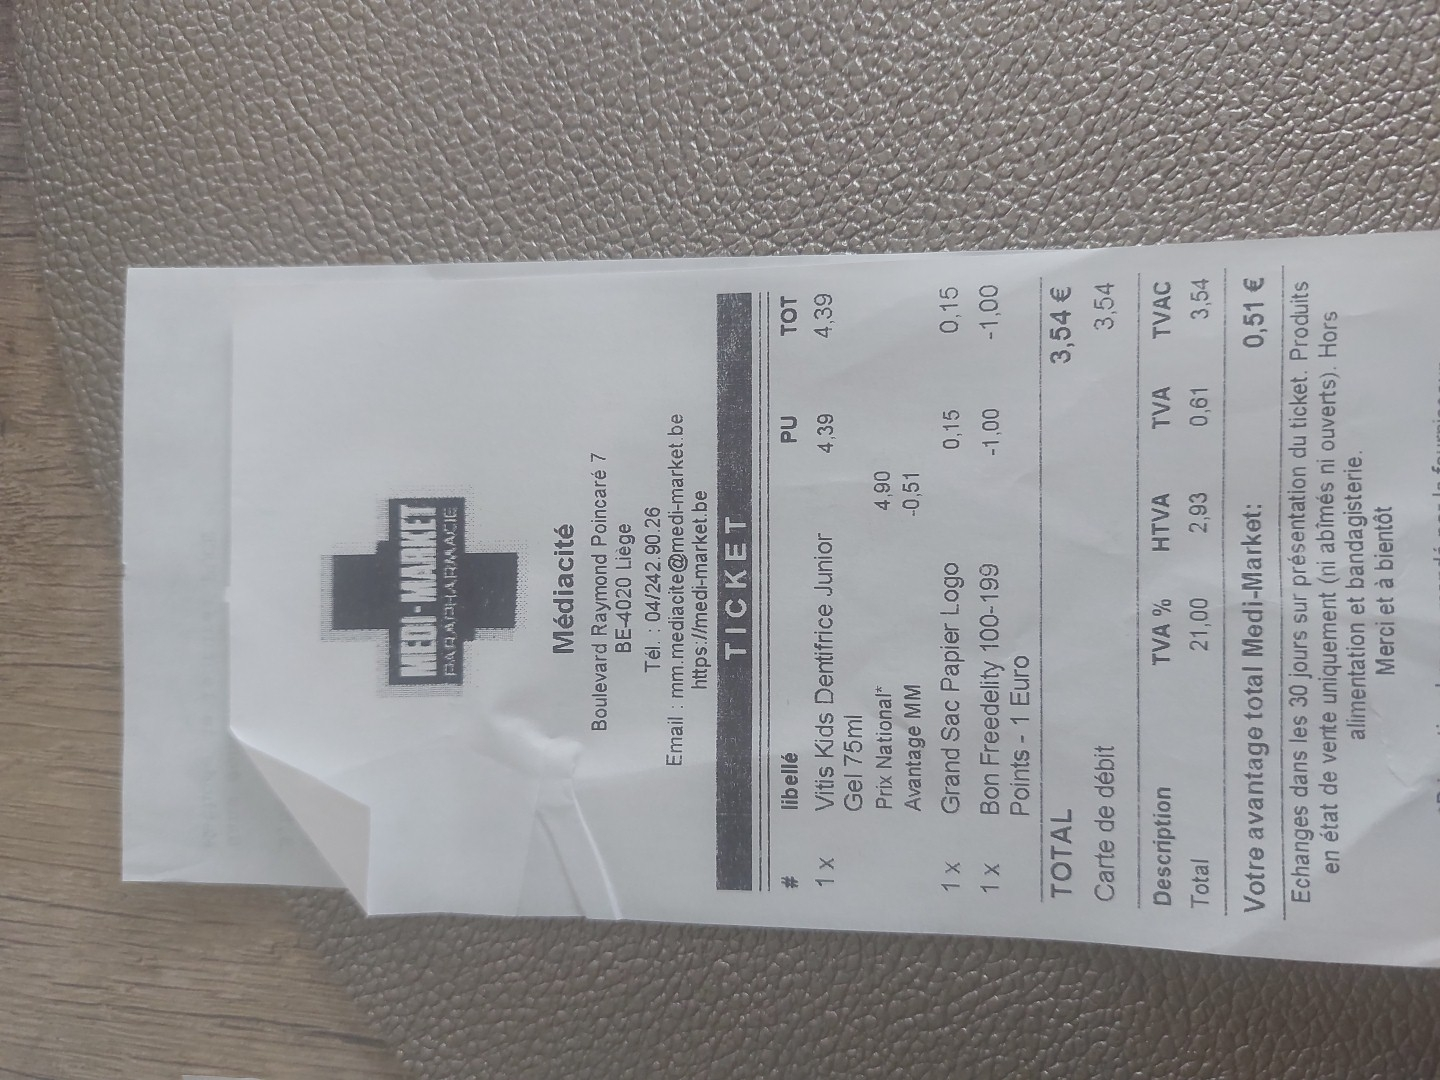 MEDI-MARKET
PARAPHARMACIE
Médiacité
Boulevard Raymond Poincaré 7
BE-4020 Liège
Tél. : 04/242.90.26
Email : mm.mediacite@medi-market.be
https://medi-market.be
TICKET
# libellé PU TOT
1 x Vitis Kids Dentifrice Junior 4,39 4,39
Gel 75ml
Prix National* 4,90
Avantage MM -0,51
1 x Grand Sac Papier Logo 0,15 0,15
1 x Bon Freedelity 100-199 -1,00 -1,00
Points - 1 Euro
TOTAL 3,54 €
Carte de débit 3,54
Description TVA % HTVA TVA TVAC
Total 21,00 2,93 0,61 3,54
Votre avantage total Medi-Market: 0,51 €
Echanges dans les 30 jours sur présentation du ticket. Produits
en état de vente uniquement (ni abîmés ni ouverts). Hors
alimentation et bandagisterie.
Merci et à bientôt